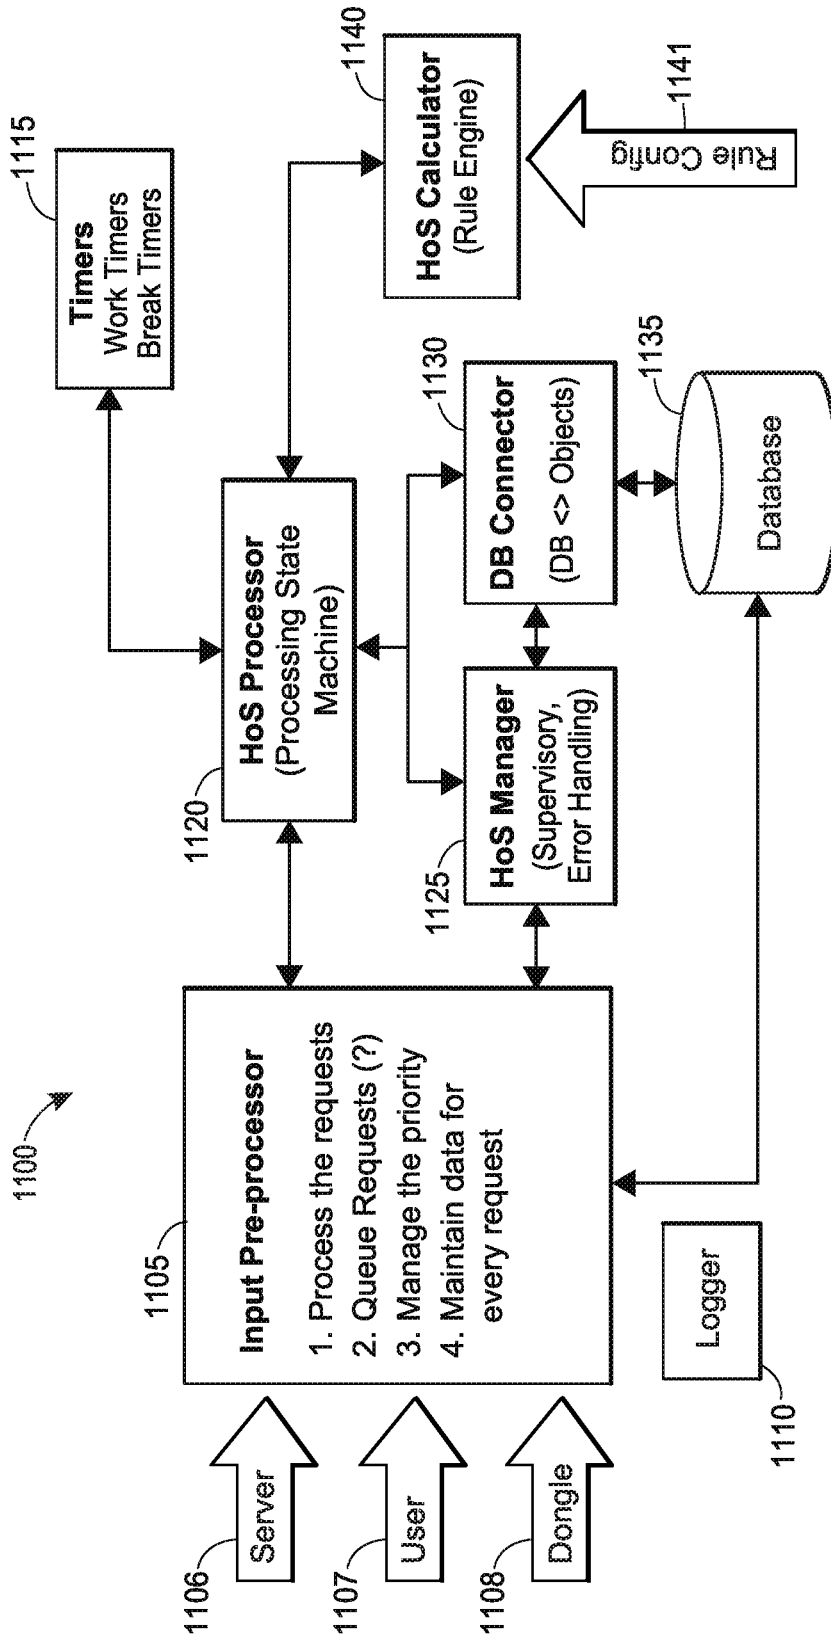 1100
1105
Input Pre-processor
1. Process the requests
2. Queue Requests (?)
3. Manage the priority
4. Maintain data for
every request
1106
Server
1107
User
1108
Dongle
1110
Logger
1120
HoS Processor
(Processing State
Machine)
1115
Timers
Work Timers
Break Timers
1125
HoS Manager
(Supervisory,
Error Handling)
1130
DB Connector
(DB <> Objects)
1135
Database
1140
HoS Calculator
(Rule Engine)
1141
Rule Config